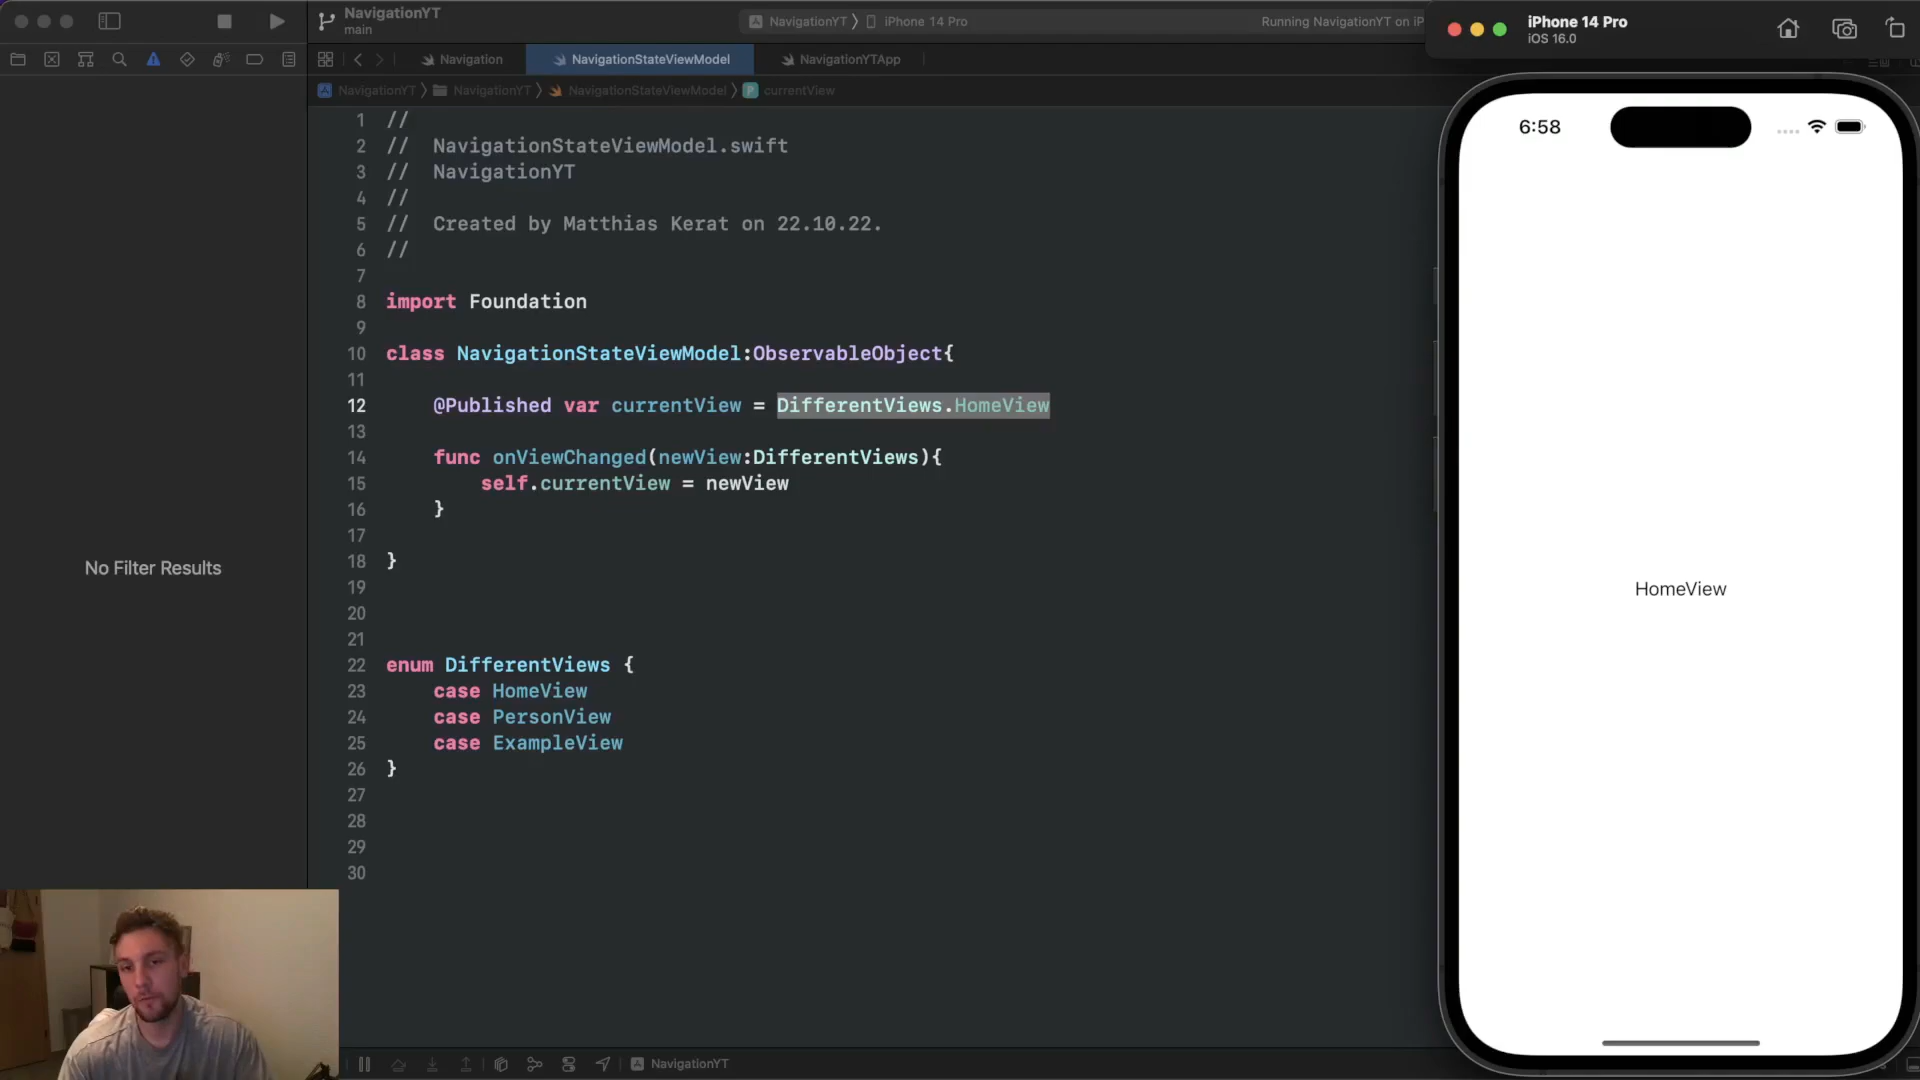 NavigationYT
main
NavigationYT
iPhone 14 Pro
Running NavigationYT on iP
Navigation
NavigationStateViewModel
NavigationYTApp
NavigationYT
NavigationYT
NavigationStateViewModel
P currentView
1 //
2 // NavigationStateViewModel.swift
3 // NavigationYT
4 //
5 // Created by Matthias Kerat on 22.10.22.
6 //
7
8 import Foundation
9
10 class NavigationStateViewModel:ObservableObject{
11
12 @Published var currentView = DifferentViews.HomeView
13
14 func onViewChanged(newView:DifferentViews){
15 self.currentView = newView
16 }
17
18 }
19
20
21
22 enum DifferentViews {
23 case HomeView
24 case PersonView
25 case ExampleView
26 }
27
28
29
30
No Filter Results
NavigationYT
iPhone 14 Pro
iOS 16.0
6:58
HomeView